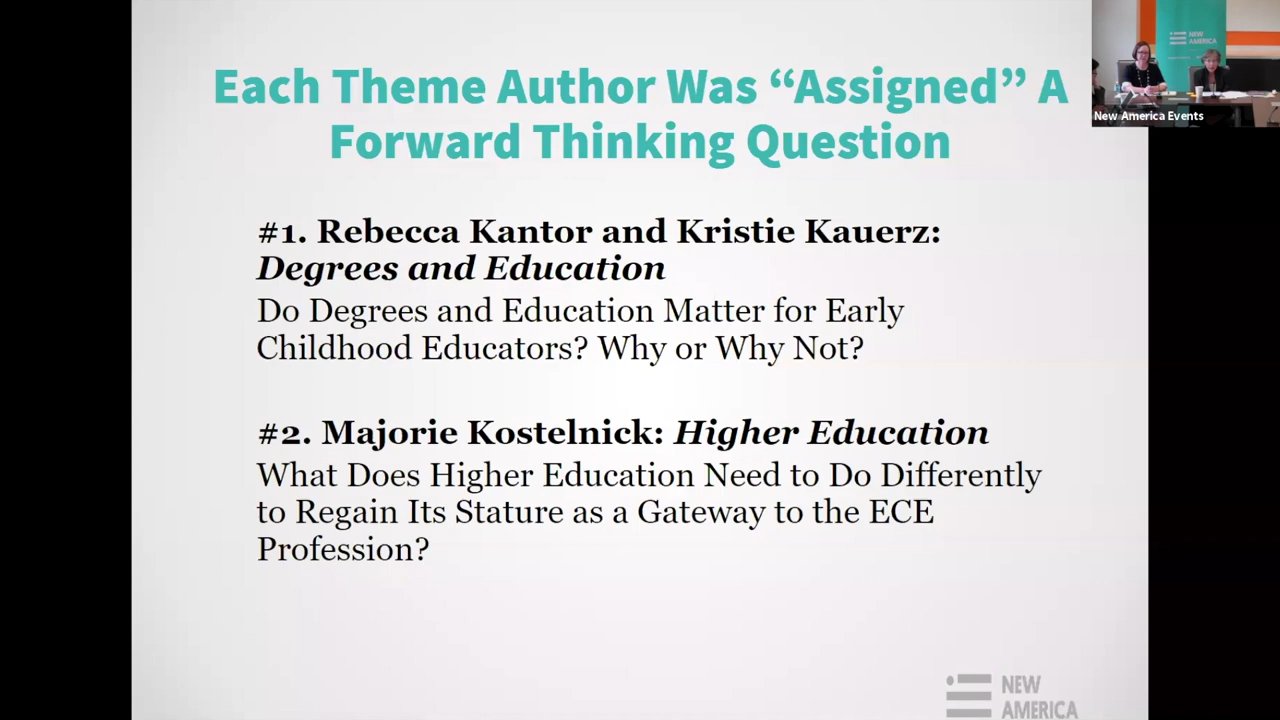 Each Theme Author Was “Assigned” A
Forward Thinking Question
#1. Rebecca Kantor and Kristie Kauerz:
Degrees and Education
Do Degrees and Education Matter for Early
Childhood Educators? Why or Why Not?
#2. Majorie Kostelnick: Higher Education
What Does Higher Education Need to Do Differently
to Regain Its Stature as a Gateway to the ECE
Profession?
NEW
AMERICA
New America Events
NEW
AMERICA